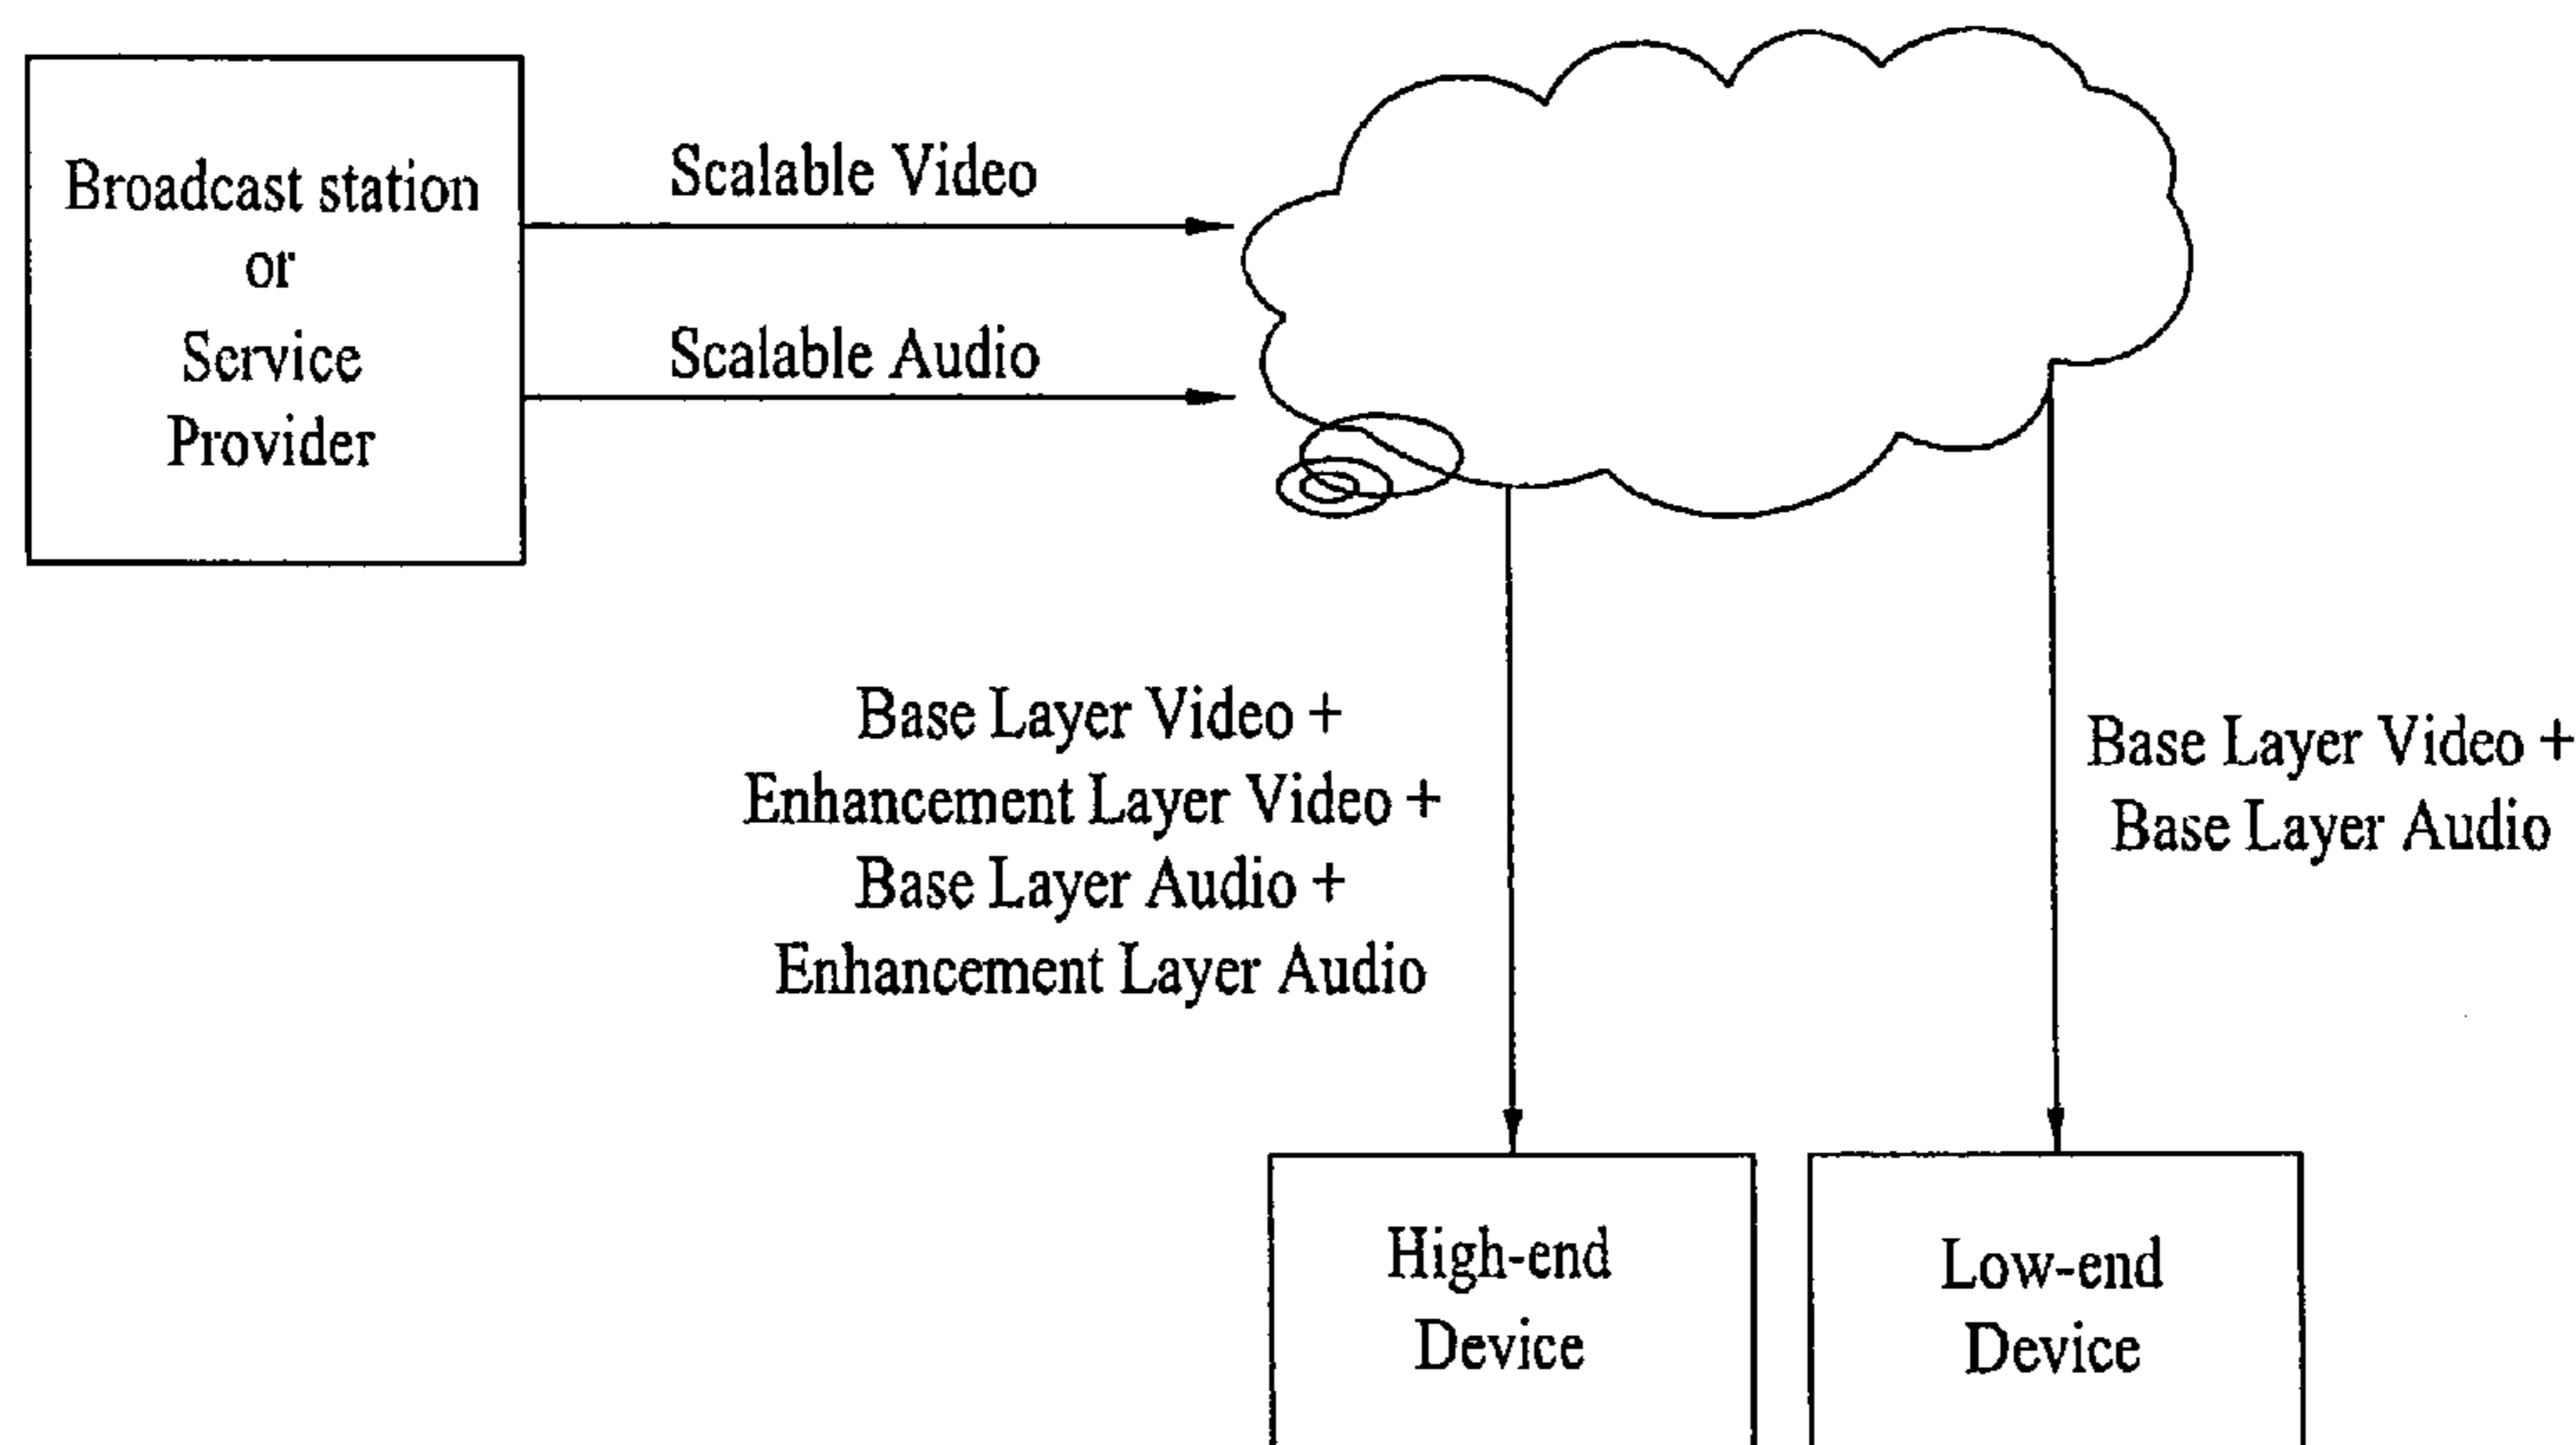 Broadcast station
or
Service
Provider
Scalable Video
Scalable Audio
Base Layer Video +
Enhancement Layer Video +
Base Layer Audio +
Enhancement Layer Audio
Base Layer Video +
Base Layer Audio
High-end
Device
Low-end
Device